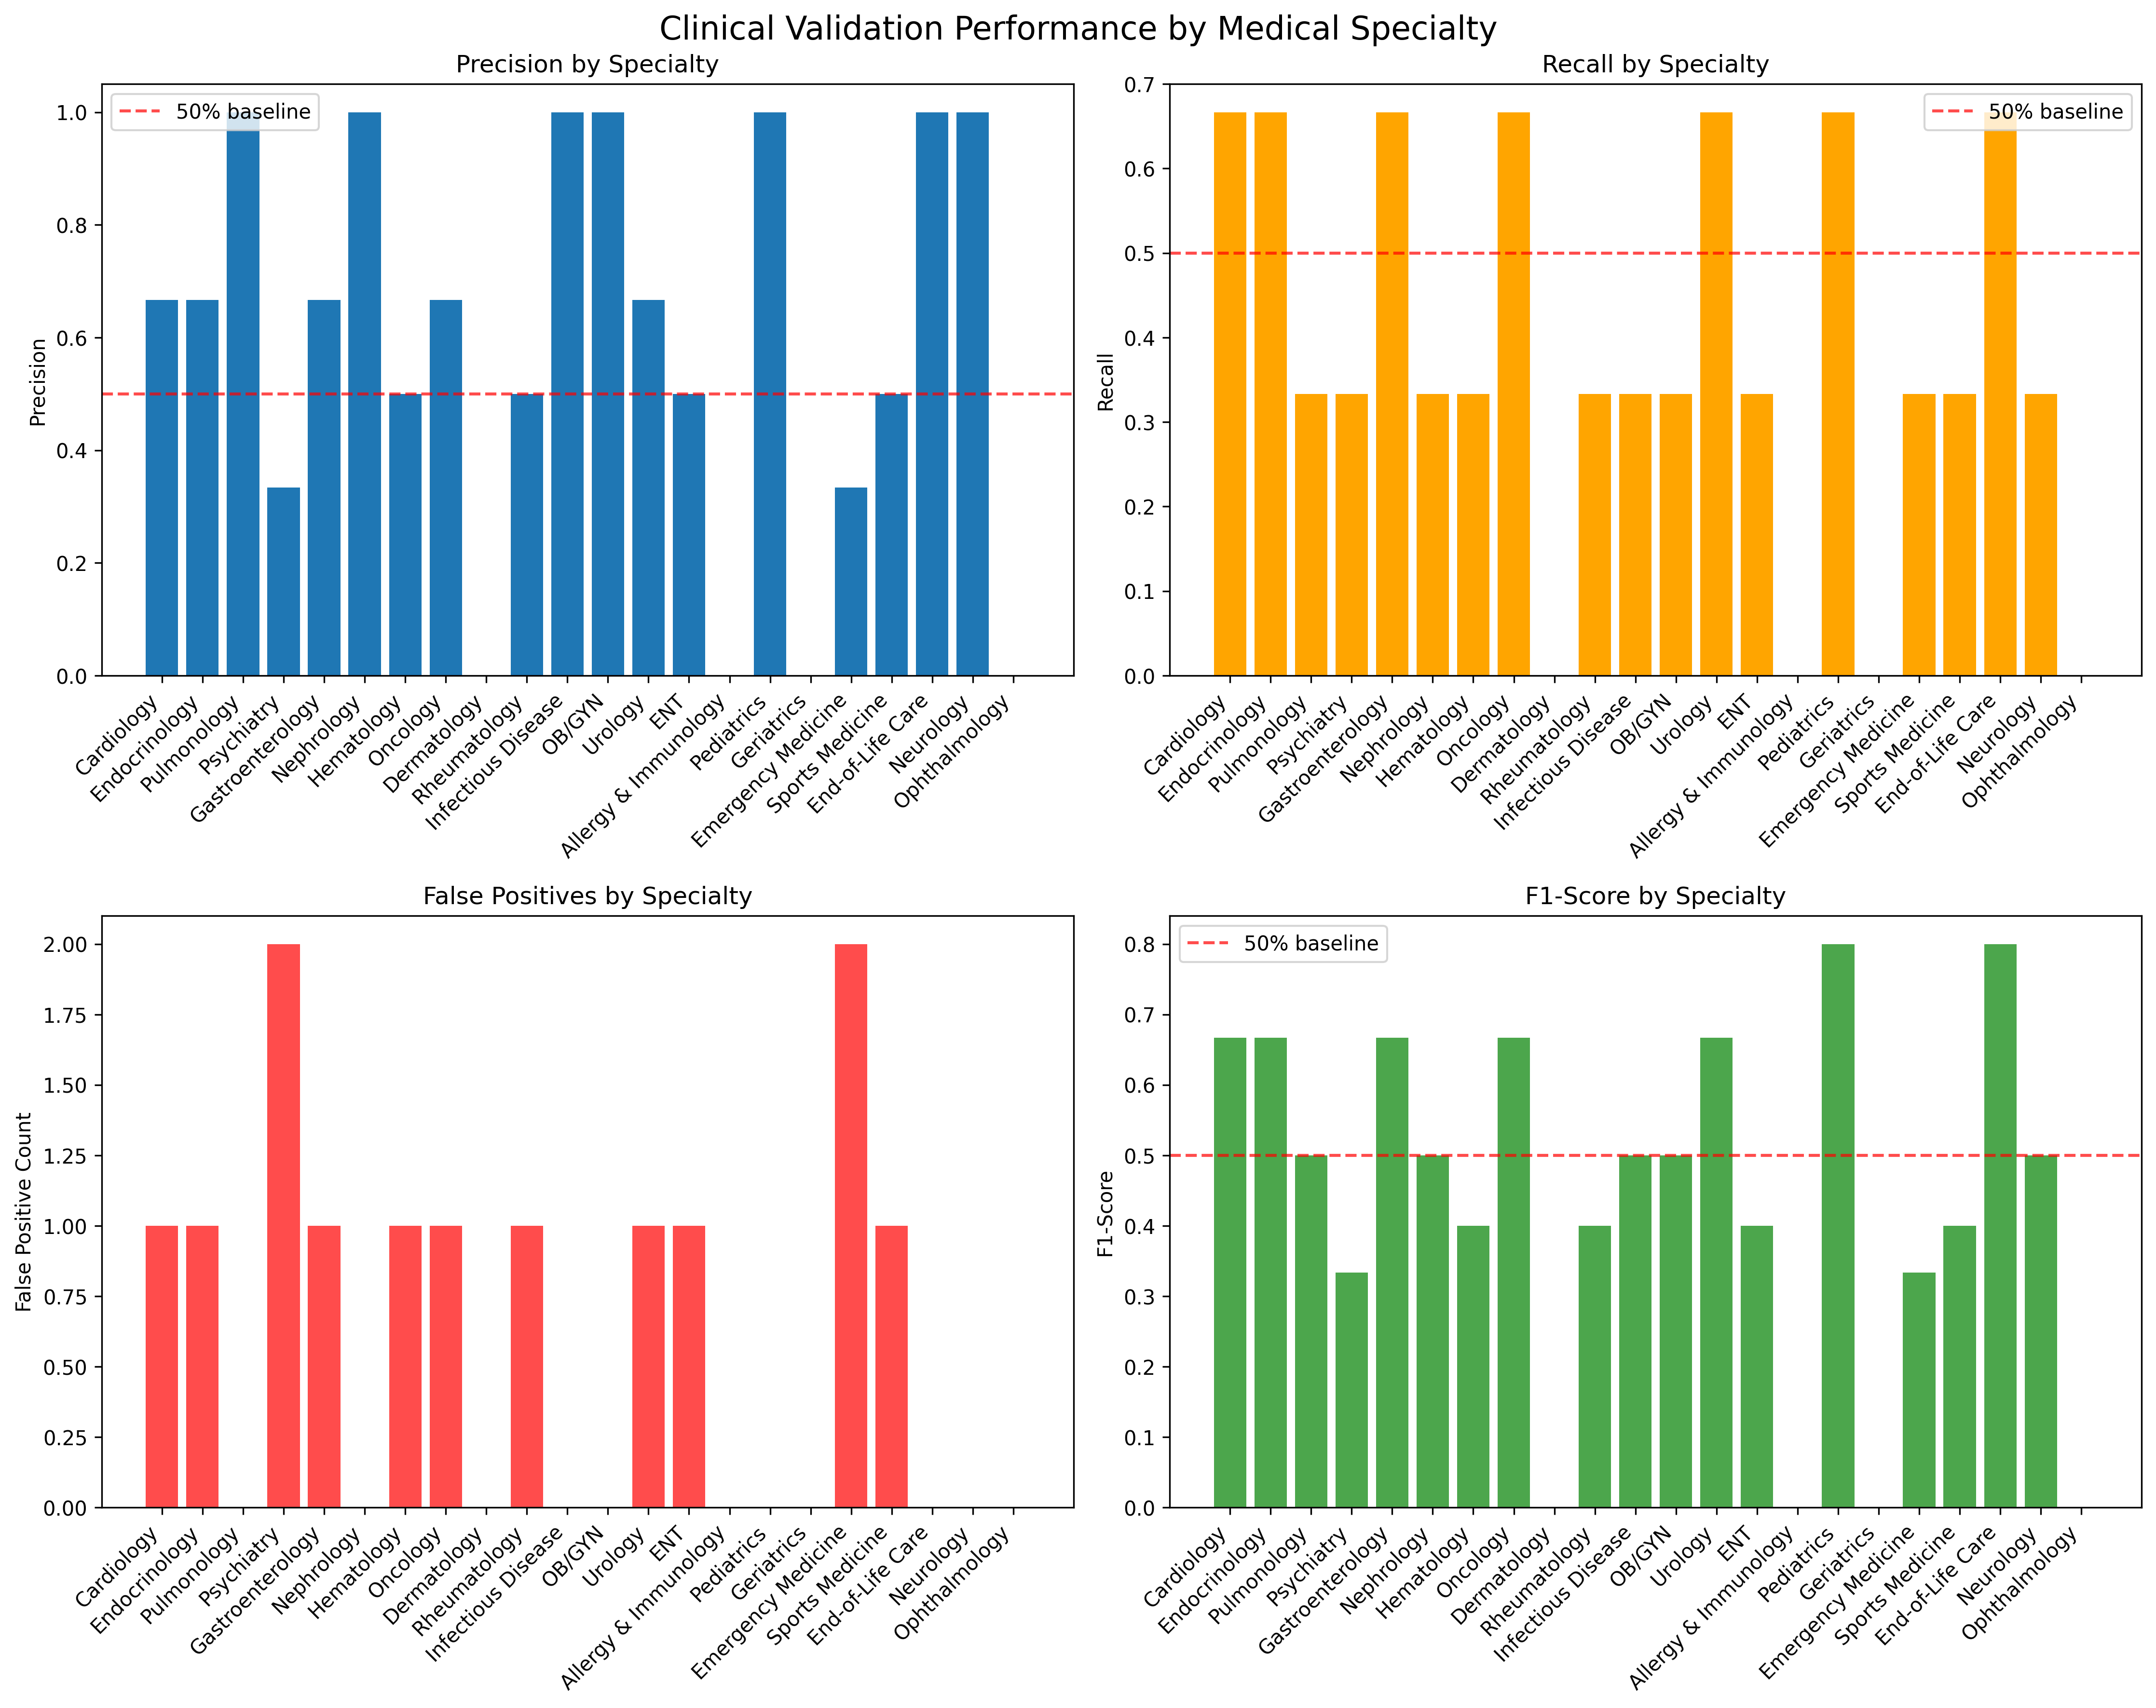 Clinical Validation Performance by Medical Specialty
Precision by Specialty
50% baseline
Precision
1.0
0.8
0.6
0.4
0.2
0.0
Cardiology
Endocrinology
Pulmonology
Psychiatry
Gastroenterology
Nephrology
Hematology
Oncology
Dermatology
Rheumatology
Infectious Disease
OB/GYN
Urology
ENT
Allergy & Immunology
Pediatrics
Geriatrics
Emergency Medicine
Sports Medicine
End-of-Life Care
Neurology
Ophthalmology
Recall by Specialty
50% baseline
Recall
0.7
0.6
0.5
0.4
0.3
0.2
0.1
0.0
Cardiology
Endocrinology
Pulmonology
Psychiatry
Gastroenterology
Nephrology
Hematology
Oncology
Dermatology
Rheumatology
Infectious Disease
OB/GYN
Urology
ENT
Allergy & Immunology
Pediatrics
Geriatrics
Emergency Medicine
Sports Medicine
End-of-Life Care
Neurology
Ophthalmology
False Positives by Specialty
False Positive Count
2.00
1.75
1.50
1.25
1.00
0.75
0.50
0.25
0.00
Cardiology
Endocrinology
Pulmonology
Psychiatry
Gastroenterology
Nephrology
Hematology
Oncology
Dermatology
Rheumatology
Infectious Disease
OB/GYN
Urology
ENT
Allergy & Immunology
Pediatrics
Geriatrics
Emergency Medicine
Sports Medicine
End-of-Life Care
Neurology
Ophthalmology
F1-Score by Specialty
50% baseline
F1-Score
0.8
0.7
0.6
0.5
0.4
0.3
0.2
0.1
0.0
Cardiology
Endocrinology
Pulmonology
Psychiatry
Gastroenterology
Nephrology
Hematology
Oncology
Dermatology
Rheumatology
Infectious Disease
OB/GYN
Urology
ENT
Allergy & Immunology
Pediatrics
Geriatrics
Emergency Medicine
Sports Medicine
End-of-Life Care
Neurology
Ophthalmology